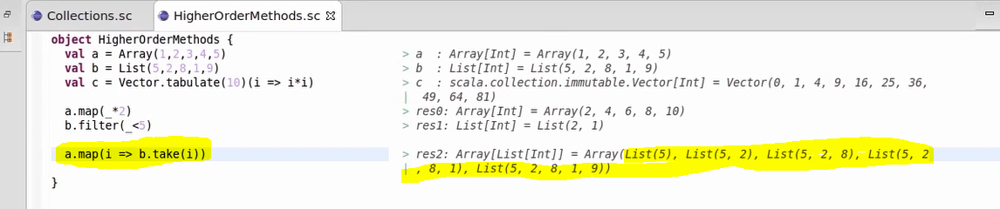 Collections.sc HigherOrderMethods.sc
object HigherOrderMethods {
val a = Array(1,2,3,4,5) > a : Array[Int] = Array(1, 2, 3, 4, 5)
val b = List(5,2,8,1,9) > b : List[Int] = List(5, 2, 8, 1, 9)
val c = Vector.tabulate(10)(i => i*i) > c : scala.collection.immutable.Vector[Int] = Vector(0, 1, 4, 9, 16, 25, 36,
| 49, 64, 81)
a.map(_*2) > res0: Array[Int] = Array(2, 4, 6, 8, 10)
b.filter(_<5) > res1: List[Int] = List(2, 1)
a.map(i => b.take(i)) > res2: Array[List[Int]] = Array(List(5), List(5, 2), List(5, 2, 8), List(5, 2
| , 8, 1), List(5, 2, 8, 1, 9))
}